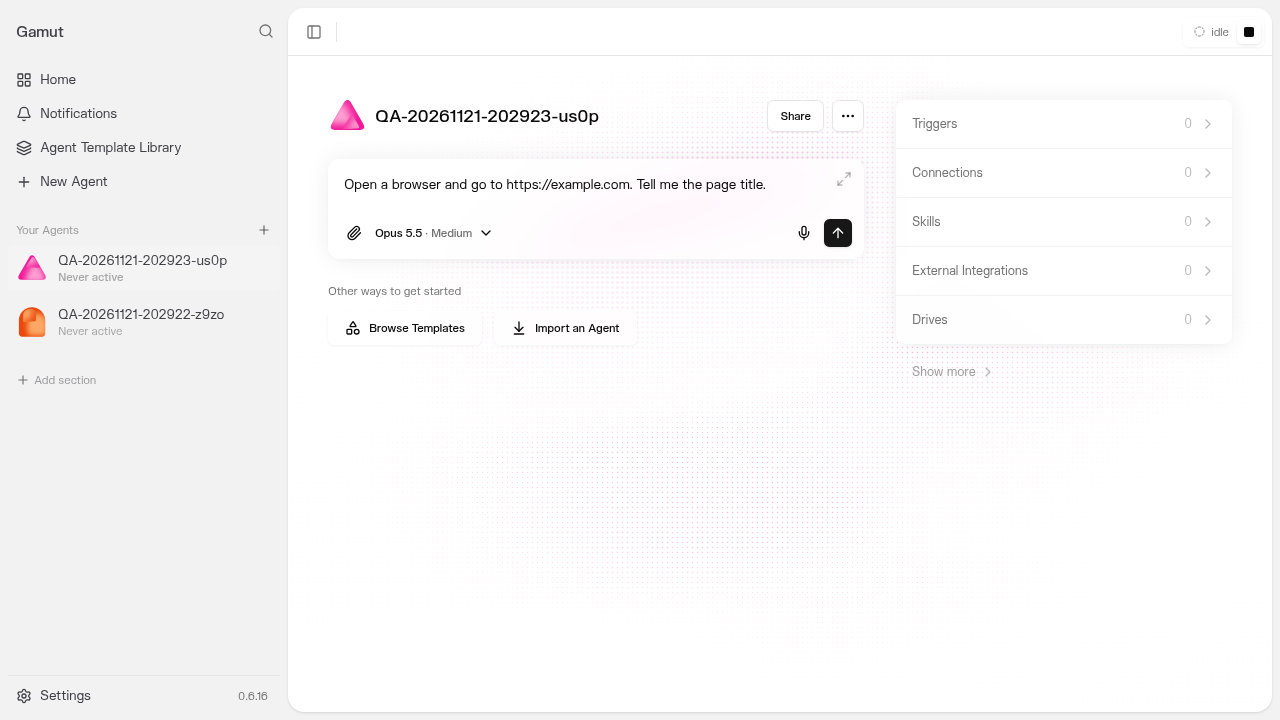 Gamut
Home
Notifications
Agent Template Library
New Agent
Your Agents
QA-20261121-202923-us0p
Never active
QA-20261121-202922-z9zo
Never active
Add section
Settings
0.6.16
idle
QA-20261121-202923-us0p
Share
Open a browser and go to https://example.com. Tell me the page title.
Opus 5.5 · Medium
Other ways to get started
Browse Templates
Import an Agent
Triggers 0
Connections 0
Skills 0
External Integrations 0
Drives 0
Show more